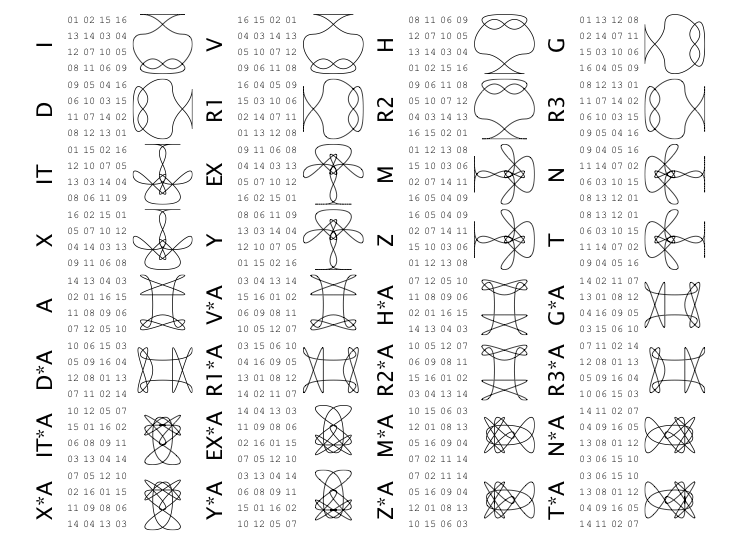 I
01 02 15 16
13 14 03 04
12 07 10 05
08 11 06 09
V
16 15 02 01
04 03 14 13
05 10 07 12
09 06 11 08
H
08 11 06 09
12 07 10 05
13 14 03 04
01 02 15 16
G
01 13 12 08
02 14 07 11
15 03 10 06
16 04 05 09
D
09 05 04 16
06 10 03 15
11 07 14 02
08 12 13 01
R1
16 04 05 09
15 03 10 06
02 14 07 11
01 13 12 08
R2
09 06 11 08
05 10 07 12
04 03 14 13
16 15 02 01
R3
08 12 13 01
11 07 14 02
06 10 03 15
09 05 04 16
IT
01 15 02 16
12 10 07 05
13 03 14 04
08 06 11 09
EX
09 11 06 08
04 14 03 13
05 07 10 12
16 02 15 01
M
01 12 13 08
15 10 03 06
02 07 14 11
16 05 04 09
N
09 04 05 16
11 14 07 02
06 03 10 15
08 13 12 01
X
16 02 15 01
05 07 10 12
04 14 03 13
09 11 06 08
Y
08 06 11 09
13 03 14 04
12 10 07 05
01 15 02 16
Z
16 05 04 09
02 07 14 11
15 10 03 06
01 12 13 08
T
08 13 12 01
06 03 10 15
11 14 07 02
09 04 05 16
A
14 13 04 03
02 01 16 15
11 08 09 06
07 12 05 10
V*A
03 04 13 14
15 16 01 02
06 09 08 11
10 05 12 07
H*A
07 12 05 10
11 08 09 06
02 01 16 15
14 13 04 03
G*A
14 02 11 07
13 01 08 12
04 16 09 05
03 15 06 10
D*A
10 06 15 03
05 09 16 04
12 08 01 13
07 11 02 14
R1*A
03 15 06 10
04 16 09 05
13 01 08 12
14 02 11 07
R2*A
10 05 12 07
06 09 08 11
15 16 01 02
03 04 13 14
R3*A
07 11 02 14
12 08 01 13
05 09 16 04
10 06 15 03
IT*A
10 12 05 07
15 01 16 02
06 08 09 11
03 13 04 14
EX*A
14 04 13 03
11 09 08 06
02 16 01 15
07 05 12 10
M*A
10 15 06 03
12 01 08 13
05 16 09 04
07 02 11 14
N*A
14 11 02 07
04 09 16 05
13 08 01 12
03 06 15 10
X*A
07 05 12 10
02 16 01 15
11 09 08 06
14 04 13 03
Y*A
03 13 04 14
06 08 09 11
15 01 16 02
10 12 05 07
Z*A
07 02 11 14
05 16 09 04
12 01 08 13
10 15 06 03
T*A
03 06 15 10
13 08 01 12
04 09 16 05
14 11 02 07